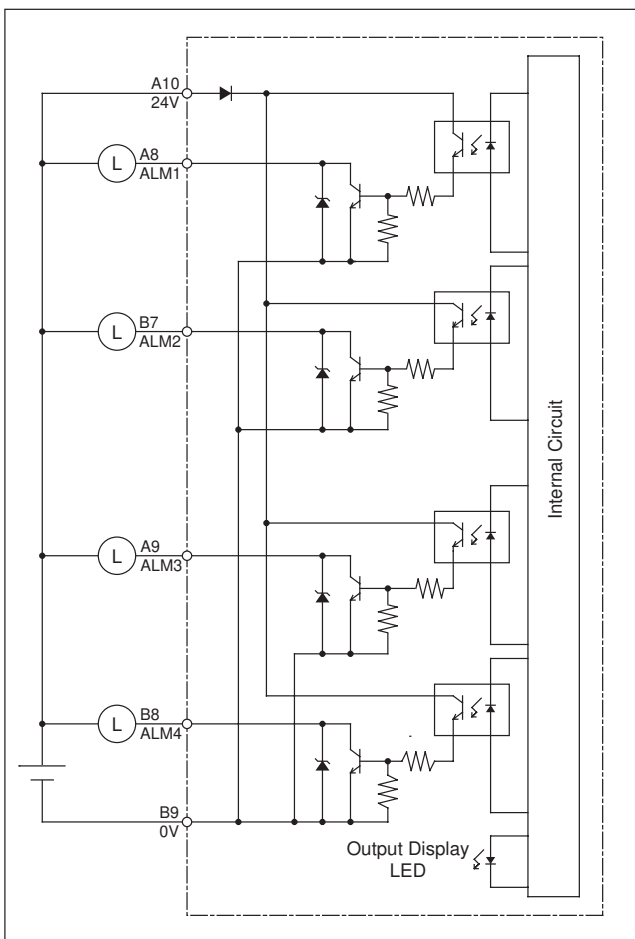 A10
24V
L
A8
ALM1
L
B7
ALM2
Internal Circuit
L
A9
ALM3
L
B8
ALM4
B9
0V
Output Display
LED